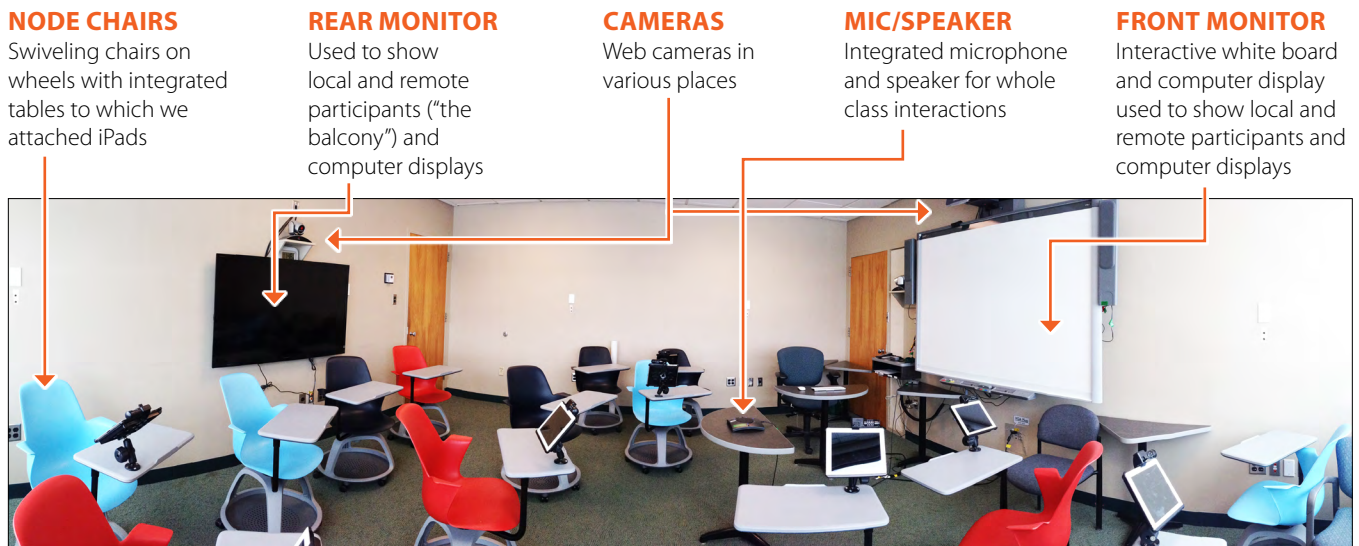 NODE CHAIRS
Swiveling chairs on
wheels with integrated
tables to which we
attached iPads
REAR MONITOR
Used to show
local and remote
participants (“the
balcony”) and
computer displays
CAMERAS
Web cameras in
various places
MIC/SPEAKER
Integrated microphone
and speaker for whole
class interactions
FRONT MONITOR
Interactive white board
and computer display
used to show local and
remote participants and
computer displays